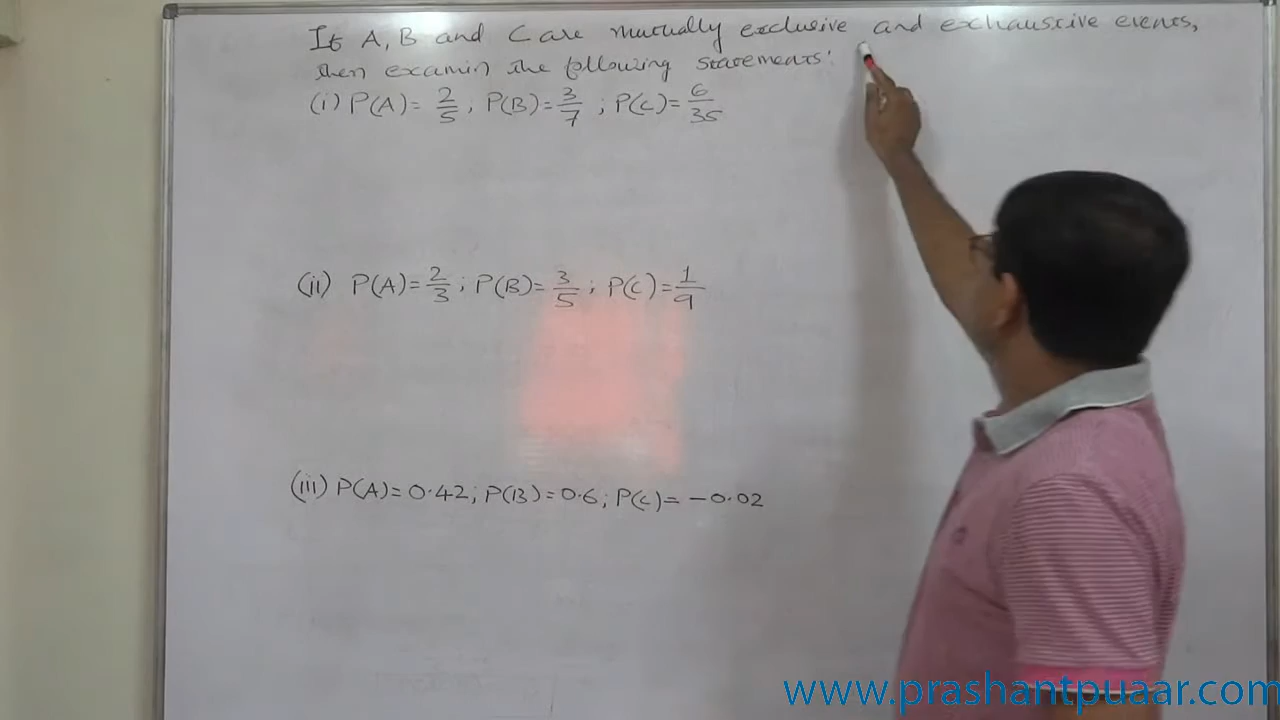 If A, B and C are mutually exclusive and exhaustive events,
then examin the following statements:
(i) P(A)= 2/5, P(B)= 3/7 ; P(C)= 6/35
(ii) P(A)= 2/3 ; P(B)= 3/5 ; P(C)= 1/9
(iii) P(A)= 0.42; P(B)= 0.6; P(C)= -0.02
www.prashantpuaar.com